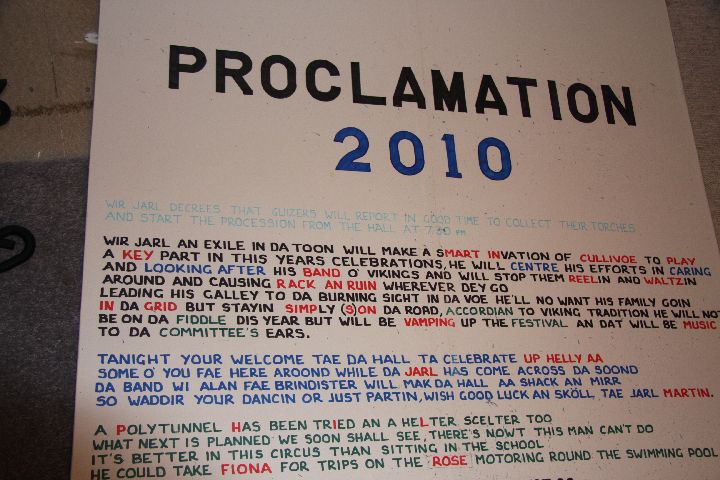 PROCLAMATION
2010
WIR JARL DECREES THAT GUIZERS WILL REPORT IN GOOD TIME TO COLLECT THEIR TORCHES
AND START THE PROCESSION FROM THE HALL AT 7.30 PM
WIR JARL AN EXILE IN DA TOON WILL MAKE A SMART INVATION OF CULLIVOE TO PLAY
A KEY PART IN THIS YEARS CELEBRATIONS, HE WILL CENTRE HIS EFFORTS IN CARING
AND LOOKING AFTER HIS BAND O' VIKINGS AND WILL STOP THEM REELIN AND WALTZIN
AROUND AND CAUSING RACK AN RUIN WHEREVER DEY GO
LEADING HIS GALLEY TO DA BURNING SIGHT IN DA VOE HE'LL NO WANT HIS FAMILY GOIN
IN DA GRID BUT STAYIN SIMPLY (S)ON DA ROAD, ACCORDIAN TO VIKING TRADITION HE WILL NOT
BE ON DA FIDDLE DIS YEAR BUT WILL BE VAMPING UP THE FESTIVAL AN DAT WILL BE MUSIC
TO DA COMMITTEE'S EARS.
TANIGHT YOUR WELCOME TAE DA HALL TA CELEBRATE UP HELLY AA
SOME O' YOU FAE HERE AROOND WHILE DA JARL HAS COME ACROSS DA SOOND
DA BAND WI ALAN FAE BRINDISTER WILL MAK DA HALL AA SHACK AN MIRR
SO WADDIR YOUR DANCIN OR JUST PARTIN, WISH GOOD LUCK AN SKÖLL TAE JARL MARTIN.
A POLYTUNNEL HAS BEEN TRIED AN A HELTER SCELTER TOO
WHAT NEXT IS PLANNED WE SOON SHALL SEE, THERE'S NOWT THIS MAN CAN'T DO
IT'S BETTER IN THIS CIRCUS THAN SITTING IN THE SCHOOL
HE COULD TAKE FIONA FOR TRIPS ON THE ROSE MOTORING ROUND THE SWIMMING POOL